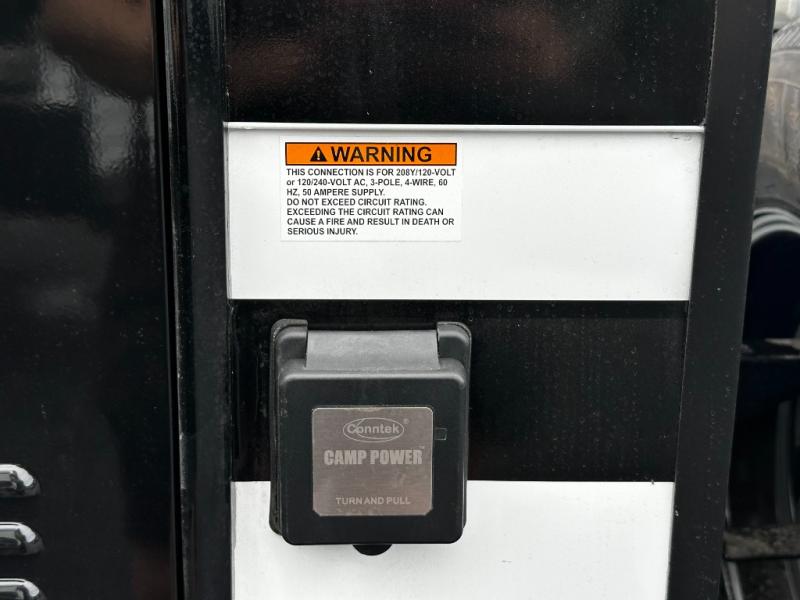 WARNING
THIS CONNECTION IS FOR 208Y/120-VOLT
or 120/240-VOLT AC, 3-POLE, 4-WIRE, 60
HZ, 50 AMPERE SUPPLY.
DO NOT EXCEED CIRCUIT RATING.
EXCEEDING THE CIRCUIT RATING CAN
CAUSE A FIRE AND RESULT IN DEATH OR
SERIOUS INJURY.
Conntek®
CAMP POWER™
TURN AND PULL